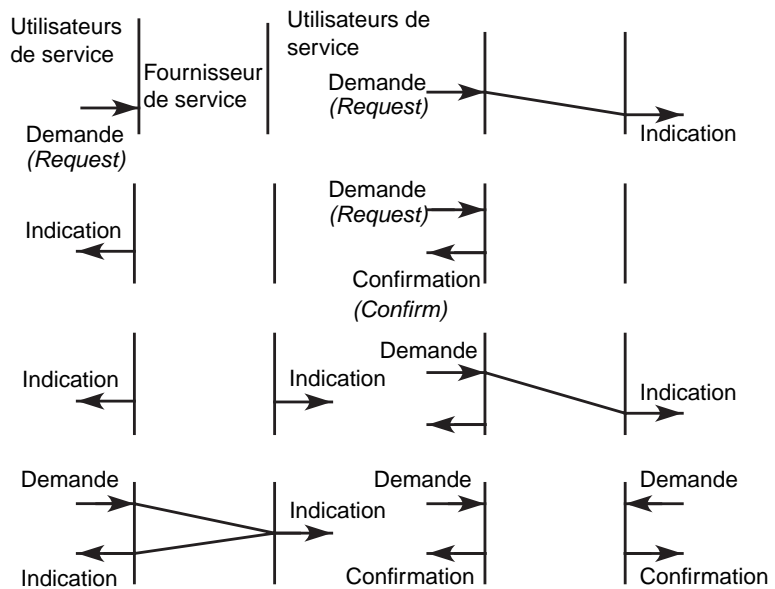 Utilisateurs
de service
Fournisseur
de service
Demande
(Request)
Utilisateurs de
service
Demande
(Request)
Indication
Indication
Demande
(Request)
Confirmation
(Confirm)
Indication
Indication
Demande
Indication
Demande
Indication
Indication
Demande
Demande
Confirmation
Confirmation